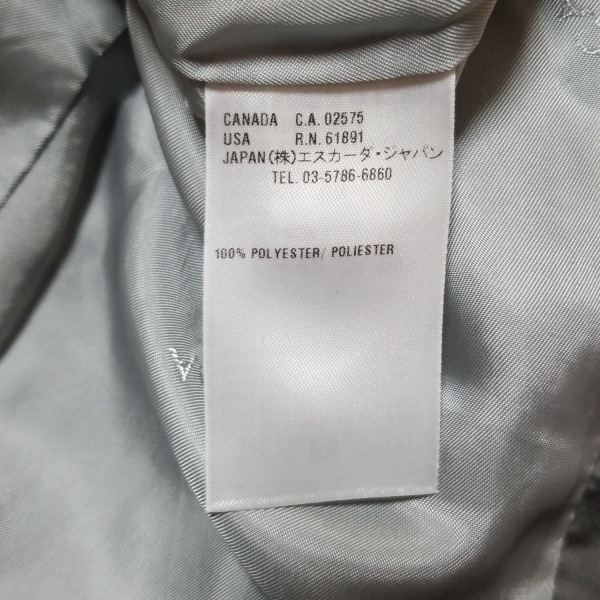 CANADA C.A. 02575
USA R.N. 61891
JAPAN (株)エスカーダ・ジャパン
TEL. 03-5786-6860
100% POLYESTER/ POLIESTER